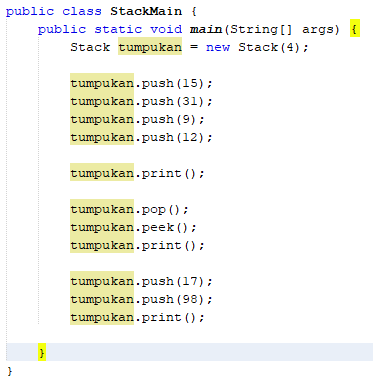 public class StackMain {
    public static void main(String[] args) {
        Stack tumpukan = new Stack(4);
        tumpukan.push(15);
        tumpukan.push(31);
        tumpukan.push(9);
        tumpukan.push(12);
        tumpukan.print();
        tumpukan.pop();
        tumpukan.peek();
        tumpukan.print();
        tumpukan.push(17);
        tumpukan.push(98);
        tumpukan.print();
    }
}